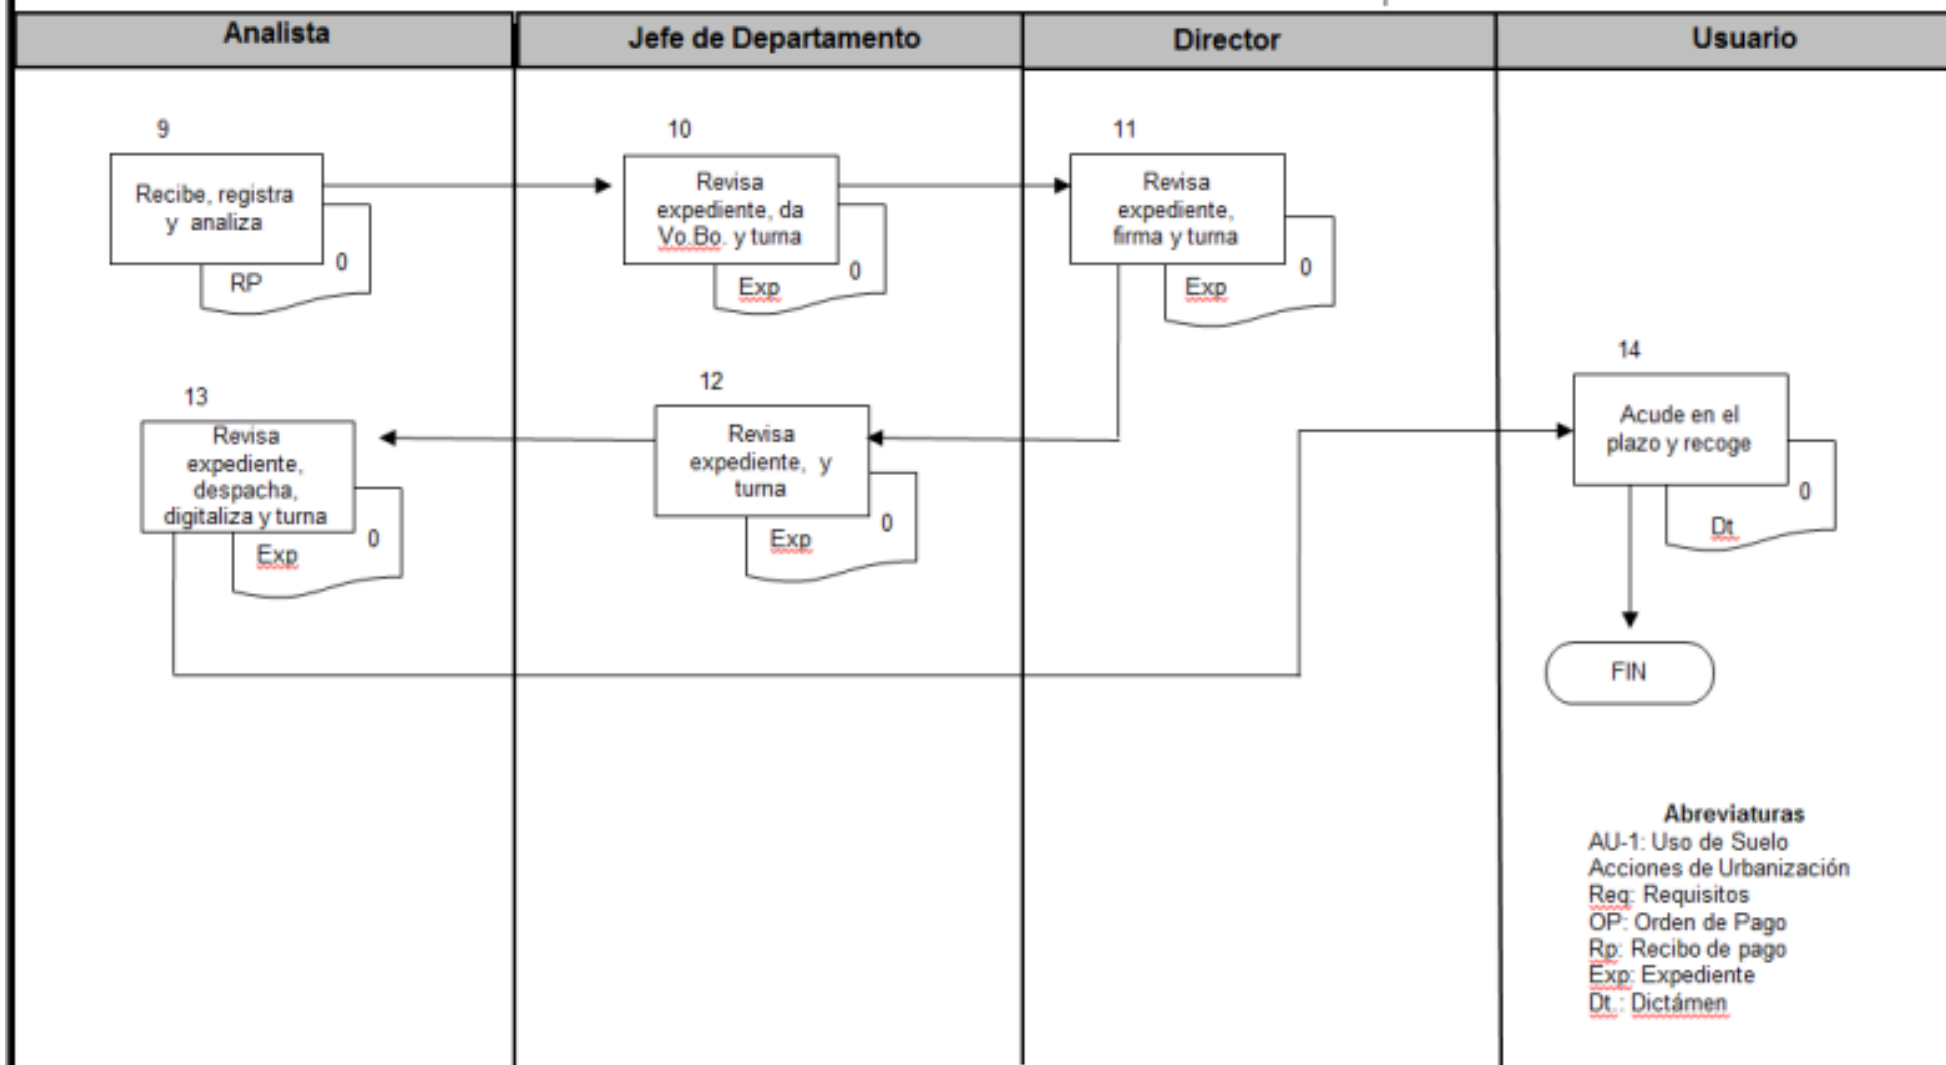 Analista
Jefe de Departamento
Director
Usuario
9
Recibe, registra
y analiza
0
RP
10
Revisa
expediente, da
Vo.Bo. y turna
0
Exp
11
Revisa
expediente,
firma y turna
0
Exp
12
Revisa
expediente, y
turna
0
Exp
13
Revisa
expediente,
despacha,
digitaliza y turna
0
Exp
14
Acude en el
plazo y recoge
0
Dt
FIN
Abreviaturas
AU-1: Uso de Suelo
Acciones de Urbanización
Req: Requisitos
OP: Orden de Pago
Rp: Recibo de pago
Exp: Expediente
Dt.: Dictámen